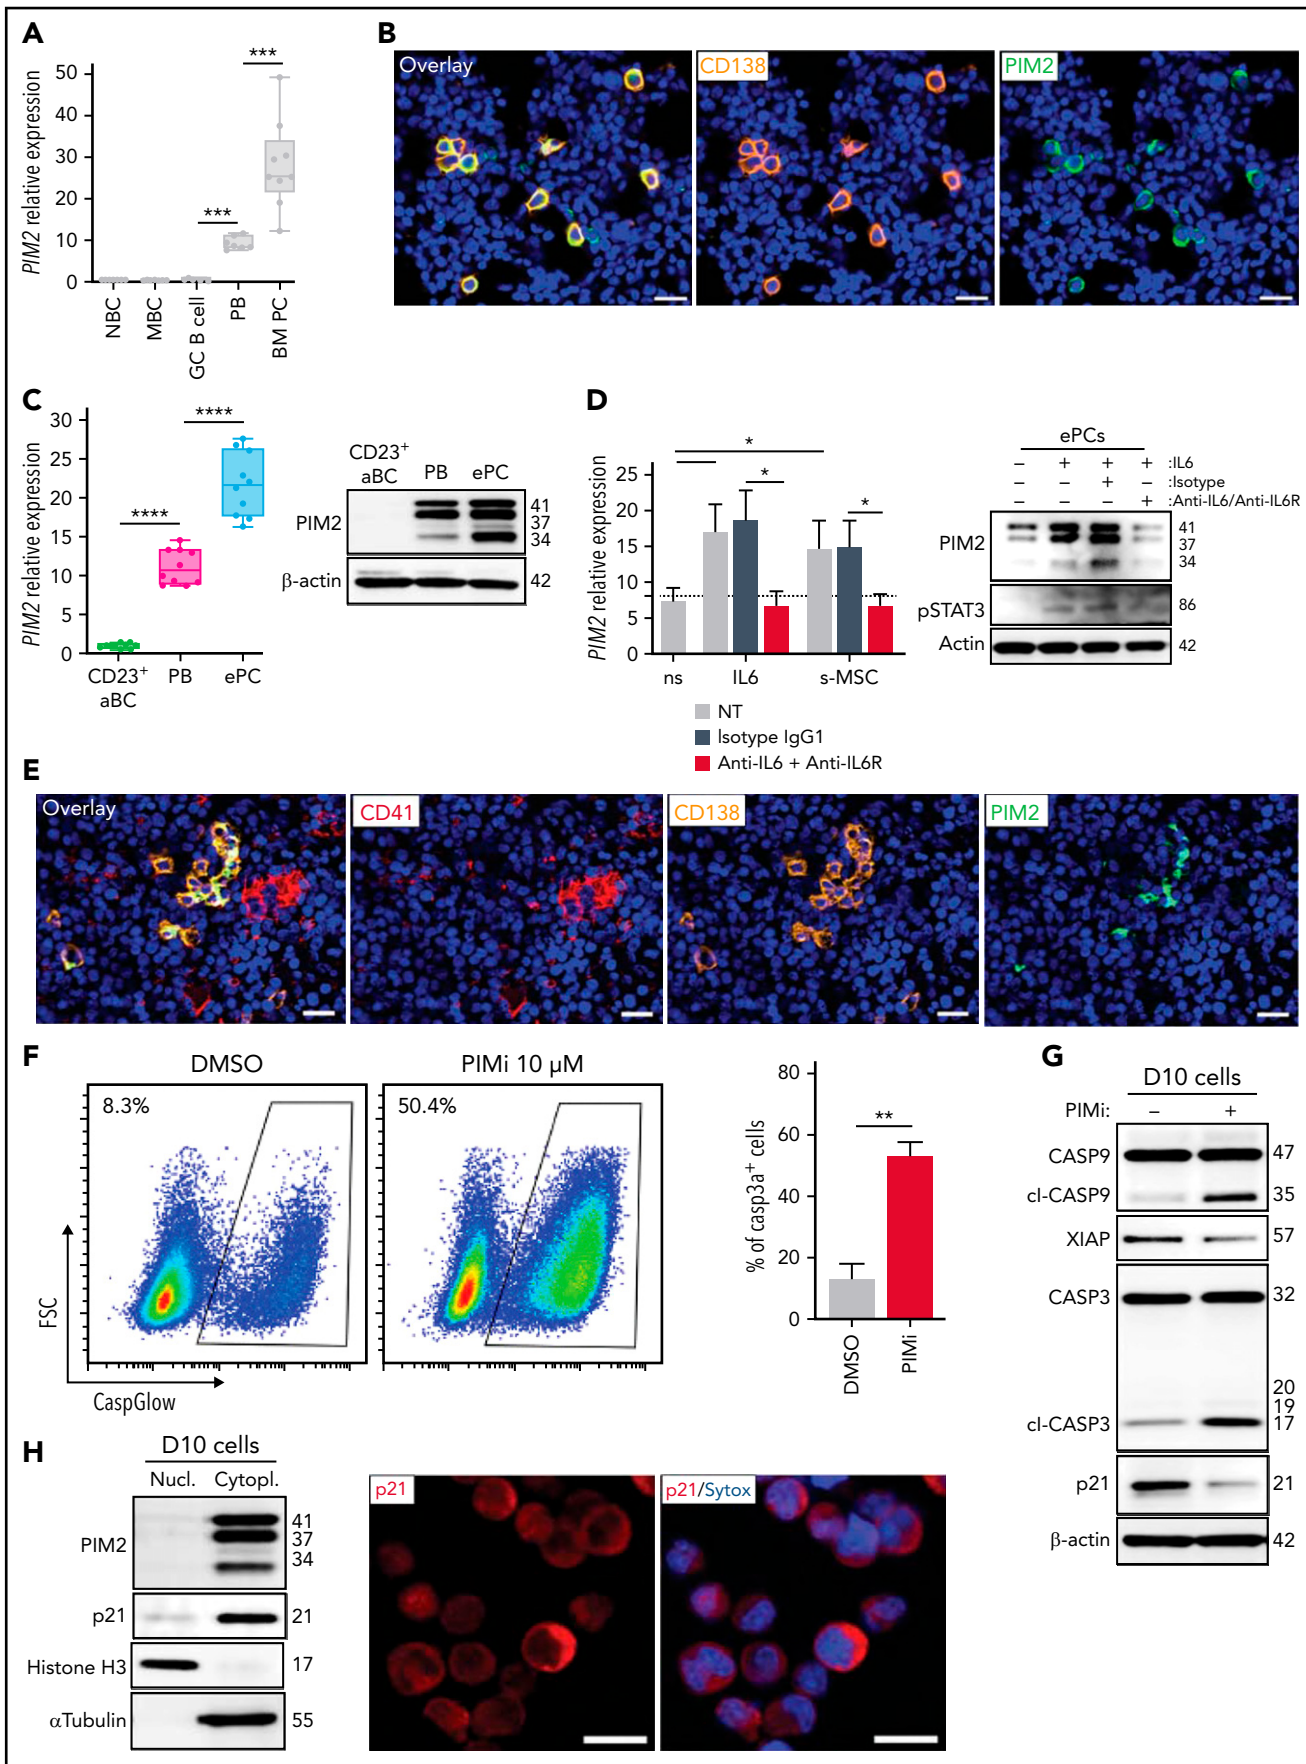 A
PIM2 relative expression
50
40
30
20
10
0
***
***
NBC
MBC
GC B cell
PB
BM PC
B
Overlay
CD138
PIM2
C
PIM2 relative expression
30
25
20
15
10
5
0
****
****
CD23+
aBC
PB
ePC
CD23+
aBC
PB
ePC
PIM2
41
37
34
β-actin
42
D
PIM2 relative expression
25
20
15
10
5
0
*
*
*
ns
IL6
s-MSC
NT
Isotype IgG1
Anti-IL6 + Anti-IL6R
ePCs
– + + + :IL6
– – + – :Isotype
– – – + :Anti-IL6/Anti-IL6R
PIM2
41
37
34
pSTAT3
86
Actin
42
E
Overlay
CD41
CD138
PIM2
F
DMSO
8.3%
PIMi 10 µM
50.4%
FSC
CaspGlow
% of casp3a+ cells
80
60
40
20
0
**
DMSO
PIMi
G
D10 cells
PIMi: – +
CASP9
47
cl-CASP9
35
XIAP
57
CASP3
32
20
19
cl-CASP3
17
p21
21
β-actin
42
H
D10 cells
Nucl. Cytopl.
PIM2
41
37
34
p21
21
Histone H3
17
αTubulin
55
p21
p21/Sytox